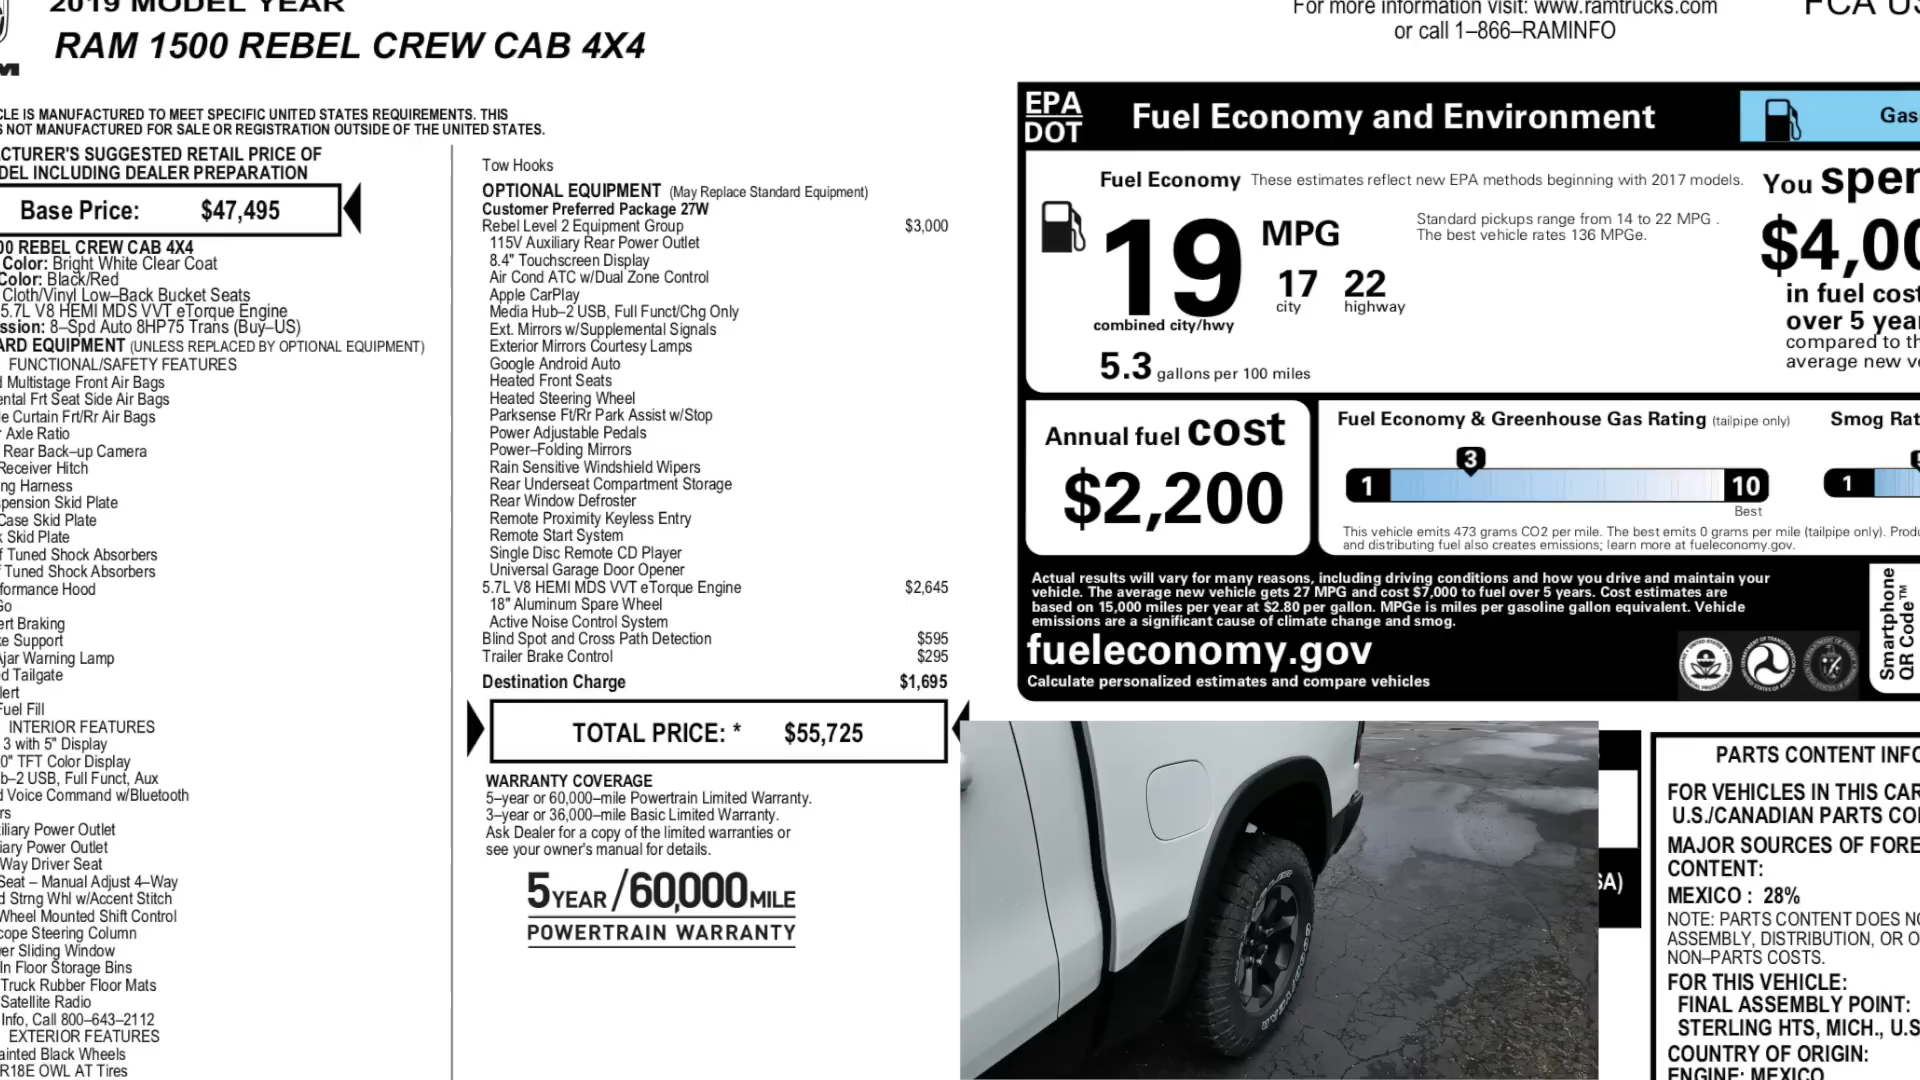 2019 MODEL YEAR
RAM 1500 REBEL CREW CAB 4X4
CLE IS MANUFACTURED TO MEET SPECIFIC UNITED STATES REQUIREMENTS. THIS
S NOT MANUFACTURED FOR SALE OR REGISTRATION OUTSIDE OF THE UNITED STATES.
ACTURER'S SUGGESTED RETAIL PRICE OF
DEL INCLUDING DEALER PREPARATION
Base Price: $47,495
00 REBEL CREW CAB 4X4
Color: Bright White Clear Coat
Color: Black/Red
Cloth/Vinyl Low–Back Bucket Seats
5.7L V8 HEMI MDS VVT eTorque Engine
ssion: 8–Spd Auto 8HP75 Trans (Buy–US)
ARD EQUIPMENT (UNLESS REPLACED BY OPTIONAL EQUIPMENT)
FUNCTIONAL/SAFETY FEATURES
d Multistage Front Air Bags
ental Frt Seat Side Air Bags
le Curtain Frt/Rr Air Bags
r Axle Ratio
Rear Back–up Camera
Receiver Hitch
ng Harness
spension Skid Plate
Case Skid Plate
k Skid Plate
f Tuned Shock Absorbers
f Tuned Shock Absorbers
formance Hood
Go
ert Braking
ke Support
Ajar Warning Lamp
ed Tailgate
lert
Fuel Fill
INTERIOR FEATURES
3 with 5" Display
0" TFT Color Display
b–2 USB, Full Funct, Aux
d Voice Command w/Bluetooth
rs
iliary Power Outlet
iary Power Outlet
Way Driver Seat
Seat – Manual Adjust 4–Way
d Strng Whl w/Accent Stitch
Wheel Mounted Shift Control
cope Steering Column
er Sliding Window
In Floor Storage Bins
Truck Rubber Floor Mats
Satellite Radio
Info, Call 800–643–2112
EXTERIOR FEATURES
ainted Black Wheels
R18E OWL AT Tires
Tow Hooks
OPTIONAL EQUIPMENT (May Replace Standard Equipment)
Customer Preferred Package 27W
Rebel Level 2 Equipment Group $3,000
115V Auxiliary Rear Power Outlet
8.4" Touchscreen Display
Air Cond ATC w/Dual Zone Control
Apple CarPlay
Media Hub–2 USB, Full Funct/Chg Only
Ext. Mirrors w/Supplemental Signals
Exterior Mirrors Courtesy Lamps
Google Android Auto
Heated Front Seats
Heated Steering Wheel
Parksense Ft/Rr Park Assist w/Stop
Power Adjustable Pedals
Power–Folding Mirrors
Rain Sensitive Windshield Wipers
Rear Underseat Compartment Storage
Rear Window Defroster
Remote Proximity Keyless Entry
Remote Start System
Single Disc Remote CD Player
Universal Garage Door Opener
5.7L V8 HEMI MDS VVT eTorque Engine $2,645
18" Aluminum Spare Wheel
Active Noise Control System
Blind Spot and Cross Path Detection $595
Trailer Brake Control $295
Destination Charge $1,695
TOTAL PRICE: * $55,725
WARRANTY COVERAGE
5–year or 60,000–mile Powertrain Limited Warranty.
3–year or 36,000–mile Basic Limited Warranty.
Ask Dealer for a copy of the limited warranties or
see your owner's manual for details.
5YEAR/60,000MILE
POWERTRAIN WARRANTY
For more information visit: www.ramtrucks.com
or call 1–866–RAMINFO
FCA US
EPA
DOT
Fuel Economy and Environment
Gas
Fuel Economy These estimates reflect new EPA methods beginning with 2017 models.
19
MPG
17 22
city highway
combined city/hwy
5.3 gallons per 100 miles
Standard pickups range from 14 to 22 MPG .
The best vehicle rates 136 MPGe.
You spen
$4,00
in fuel cost
over 5 year
compared to th
average new ve
Annual fuel cost
$2,200
Fuel Economy & Greenhouse Gas Rating (tailpipe only)
3
1 10
Best
Smog Rat
1
This vehicle emits 473 grams CO2 per mile. The best emits 0 grams per mile (tailpipe only). Produ
and distributing fuel also creates emissions; learn more at fueleconomy.gov.
Actual results will vary for many reasons, including driving conditions and how you drive and maintain your
vehicle. The average new vehicle gets 27 MPG and cost $7,000 to fuel over 5 years. Cost estimates are
based on 15,000 miles per year at $2.80 per gallon. MPGe is miles per gasoline gallon equivalent. Vehicle
emissions are a significant cause of climate change and smog.
fueleconomy.gov
Calculate personalized estimates and compare vehicles
Smartphone
QR Code™
GOODYEAR
SA)
PARTS CONTENT INFO
FOR VEHICLES IN THIS CAR
U.S./CANADIAN PARTS CO
MAJOR SOURCES OF FORE
CONTENT:
MEXICO : 28%
NOTE: PARTS CONTENT DOES NO
ASSEMBLY, DISTRIBUTION, OR O
NON–PARTS COSTS.
FOR THIS VEHICLE:
FINAL ASSEMBLY POINT:
STERLING HTS, MICH., U.S
COUNTRY OF ORIGIN:
ENGINE: MEXICO